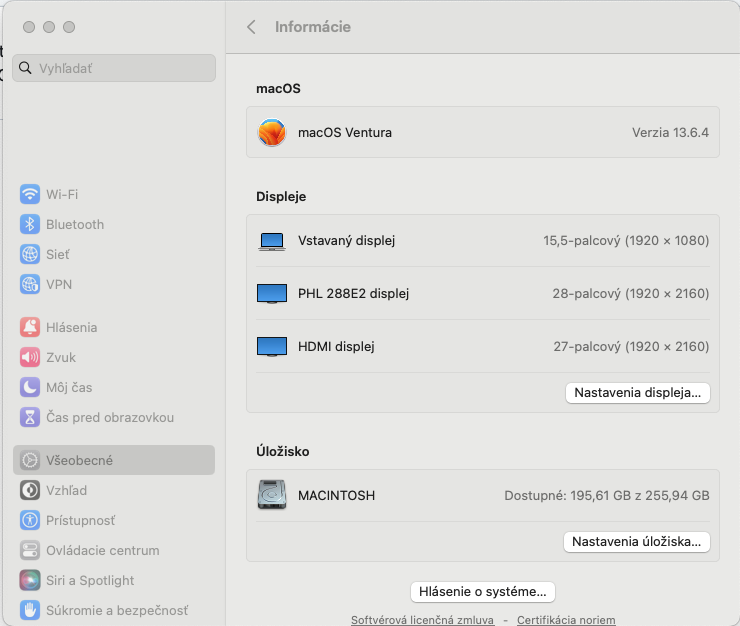 Informácie
Vyhľadať
Wi-Fi
Bluetooth
Sieť
VPN
Hlásenia
Zvuk
Môj čas
Čas pred obrazovkou
Všeobecné
Vzhľad
Prístupnosť
Ovládacie centrum
Siri a Spotlight
Súkromie a bezpečnosť
macOS
macOS Ventura Verzia 13.6.4
Displeje
Vstavaný displej 15,5-palcový (1920 × 1080)
PHL 288E2 displej 28-palcový (1920 × 2160)
HDMI displej 27-palcový (1920 × 2160)
Nastavenia displeja...
Úložisko
MACINTOSH Dostupné: 195,61 GB z 255,94 GB
Nastavenia úložiska...
Hlásenie o systéme...
Softvérová licenčná zmluva - Certifikácia noriem